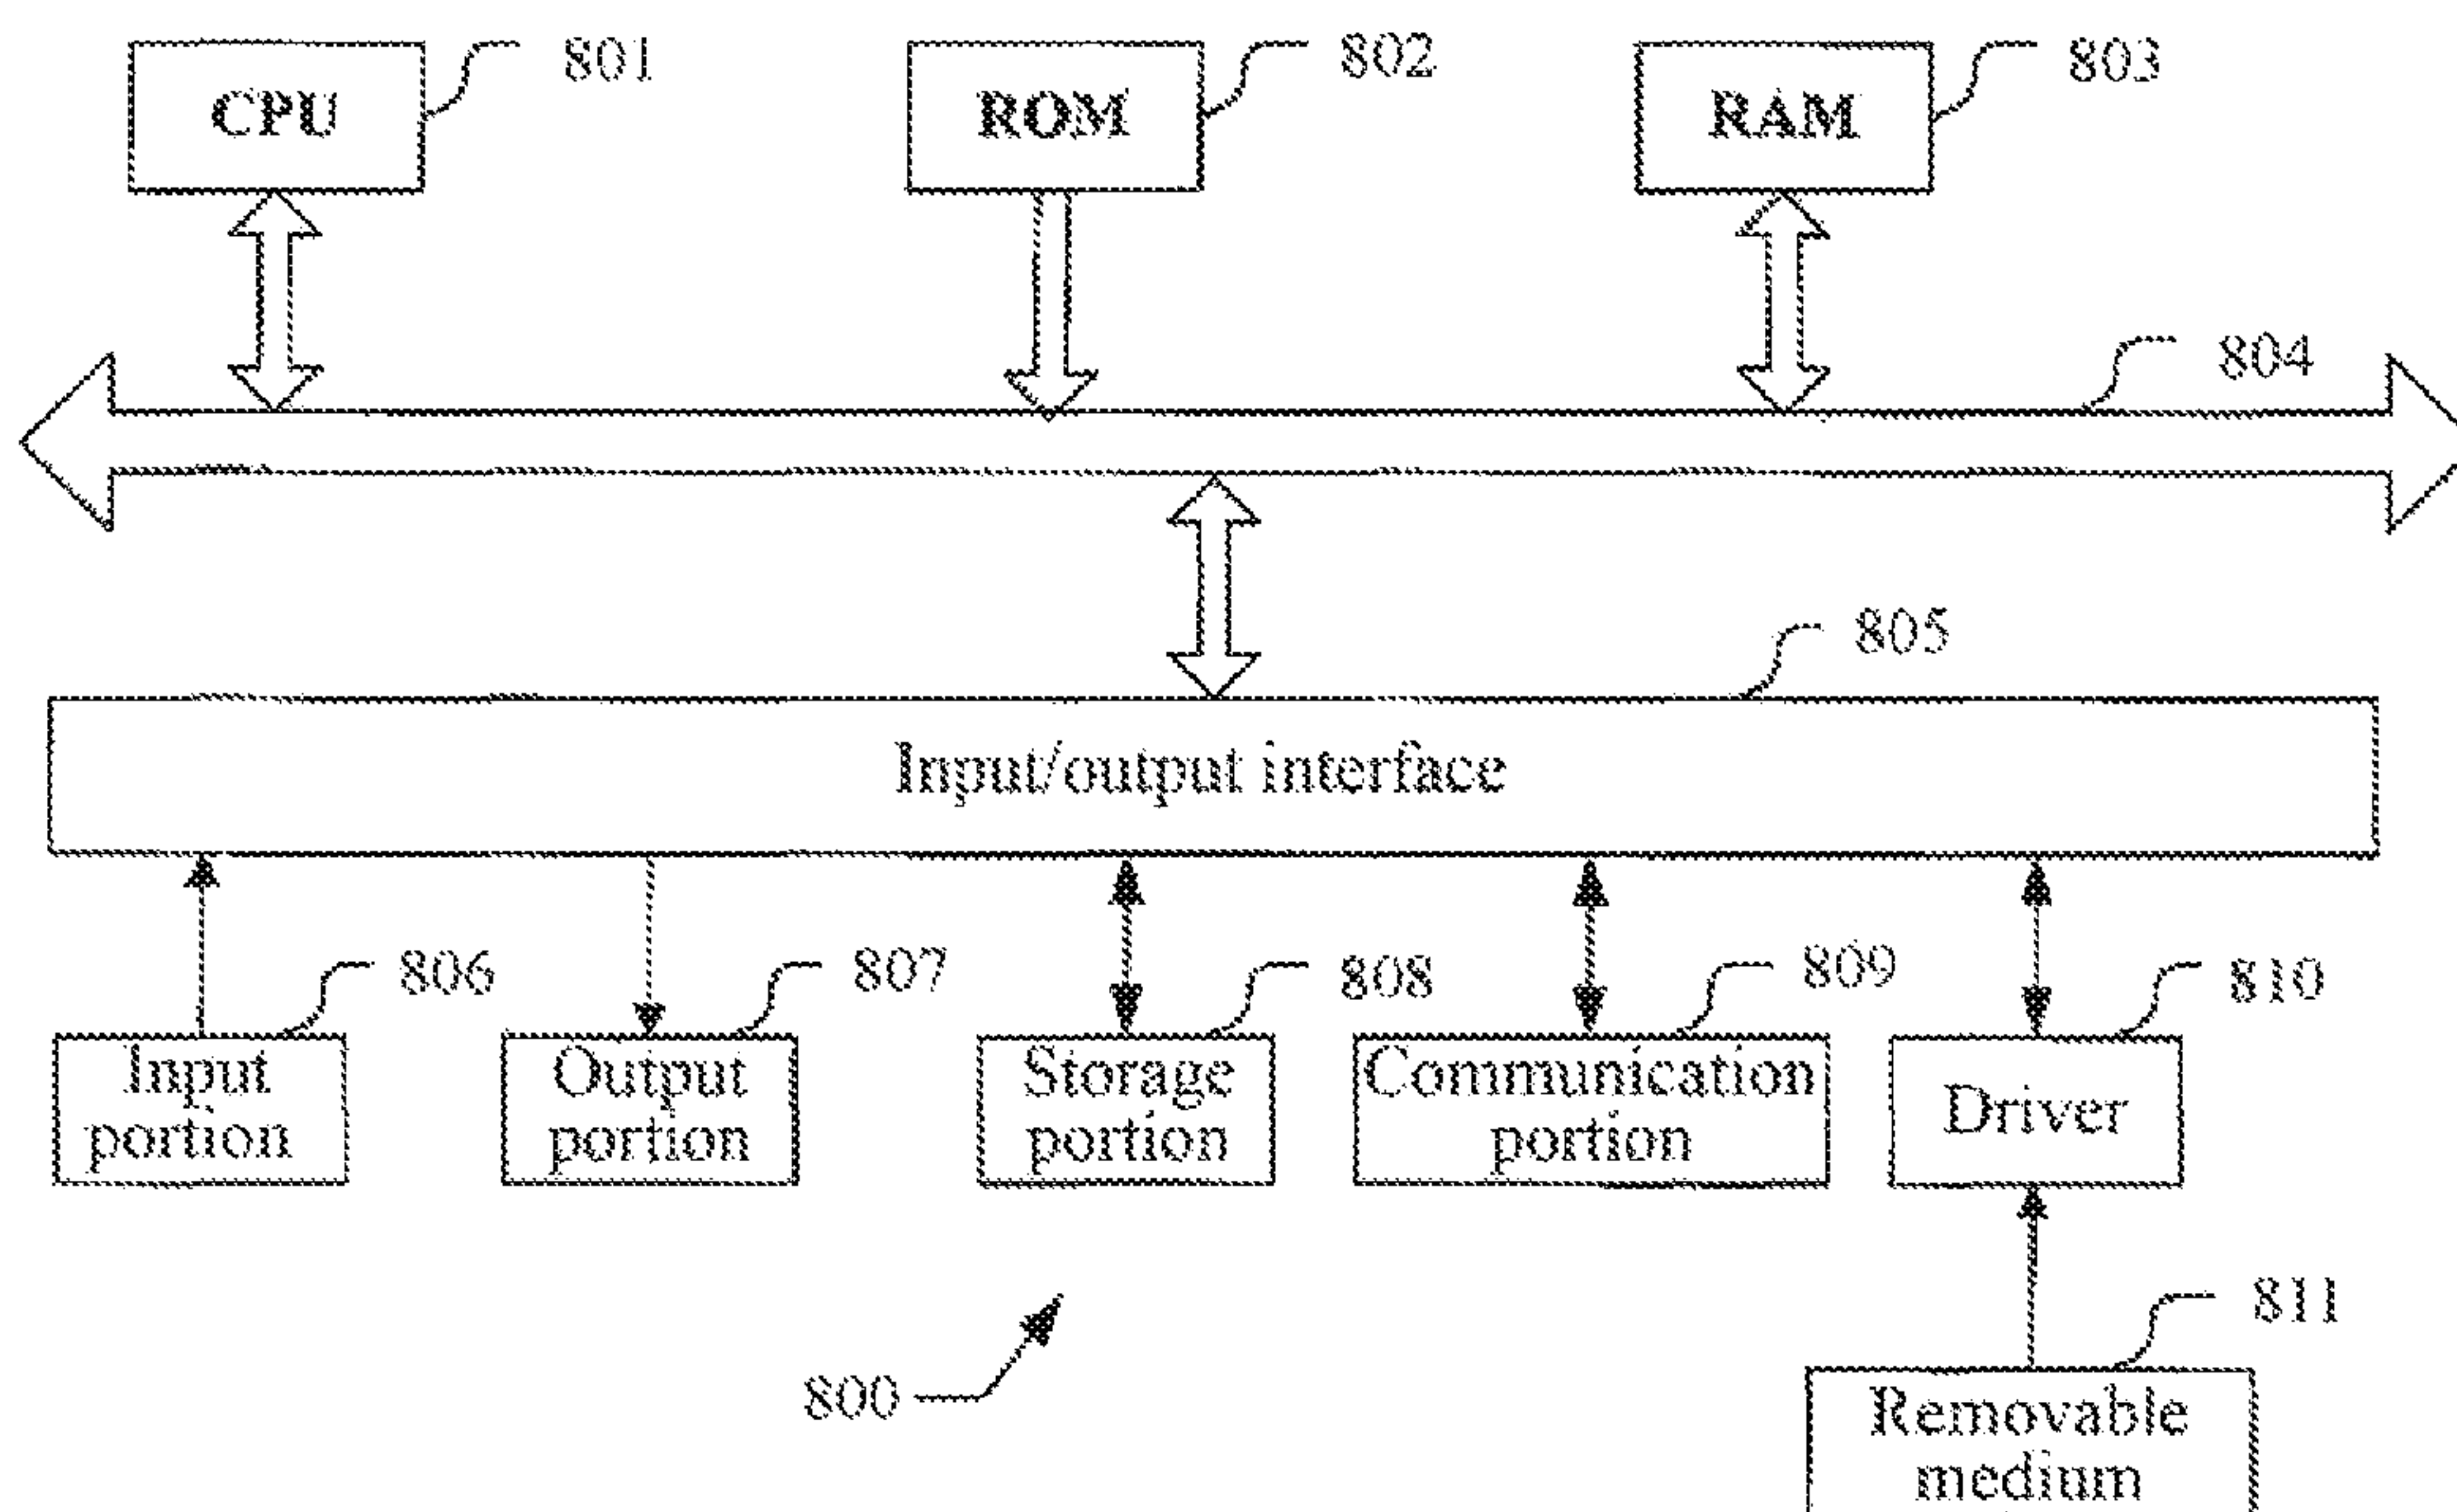 CPU 801 ROM 802 RAM 803
804
805
Input/output interface
806 807 808 809 810
Input portion
Output portion
Storage portion
Communication portion
Driver
811
800
Removable
medium